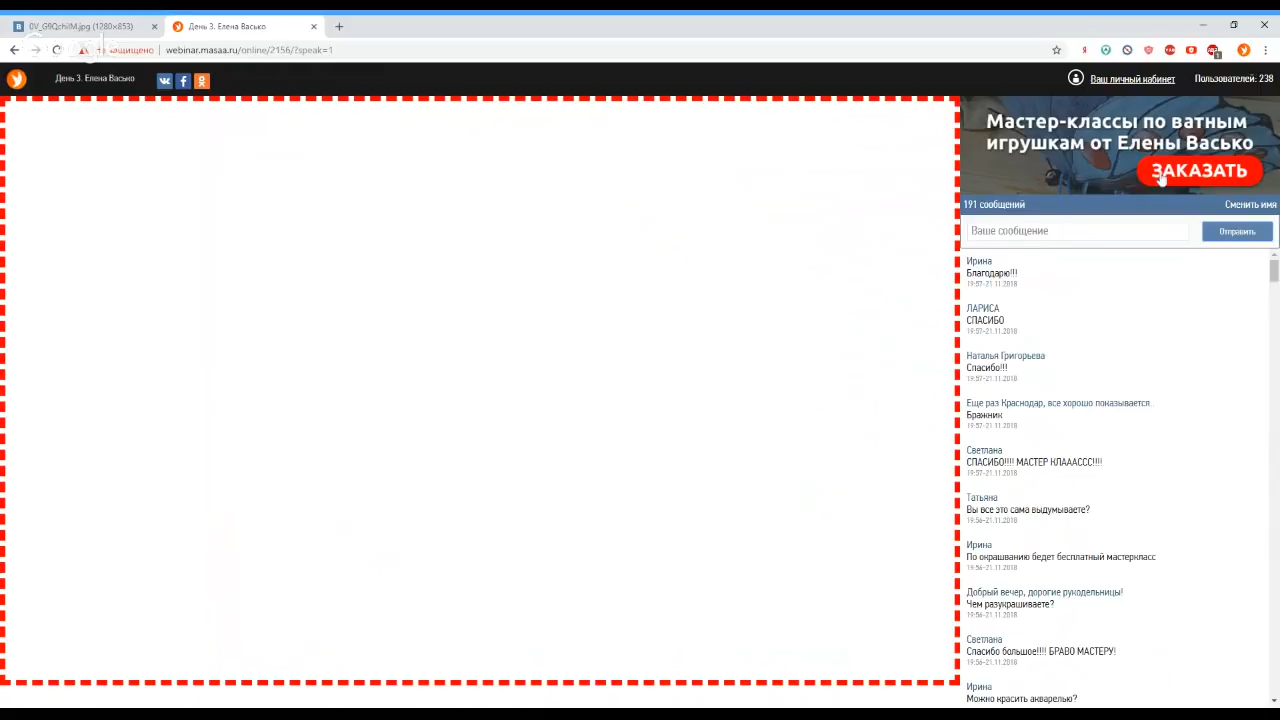 0V_G9QchiIM.jpg (1280×853)
День 3. Елена Васько
защищено
webinar.masaa.ru/online/2156/?speak=1
День 3. Елена Васько
Ваш личный кабинет
Пользователей: 238
Мастер-классы по ватным
игрушкам от Елены Васько
ЗАКАЗАТЬ
191 сообщений
Сменить имя
Ваше сообщение
Отправить
Ирина
Благодарю!!!
19:57-21.11.2018
ЛАРИСА
СПАСИБО
19:57-21.11.2018
Наталья Григорьева
Спасибо!!!
19:57-21.11.2018
Еще раз Краснодар, все хорошо показывается..
Бражник
19:57-21.11.2018
Светлана
СПАСИБО!!!! МАСТЕР КЛАААССС!!!!
19:57-21.11.2018
Татьяна
Вы все это сама выдумываете?
19:56-21.11.2018
Ирина
По окрашванию бедет бесплатный мастеркласс
19:56-21.11.2018
Добрый вечер, дорогие рукодельницы!
Чем разукрашиваете?
19:56-21.11.2018
Светлана
Спасибо большое!!!! БРАВО МАСТЕРУ!
19:56-21.11.2018
Ирина
Можно красить акварелью?